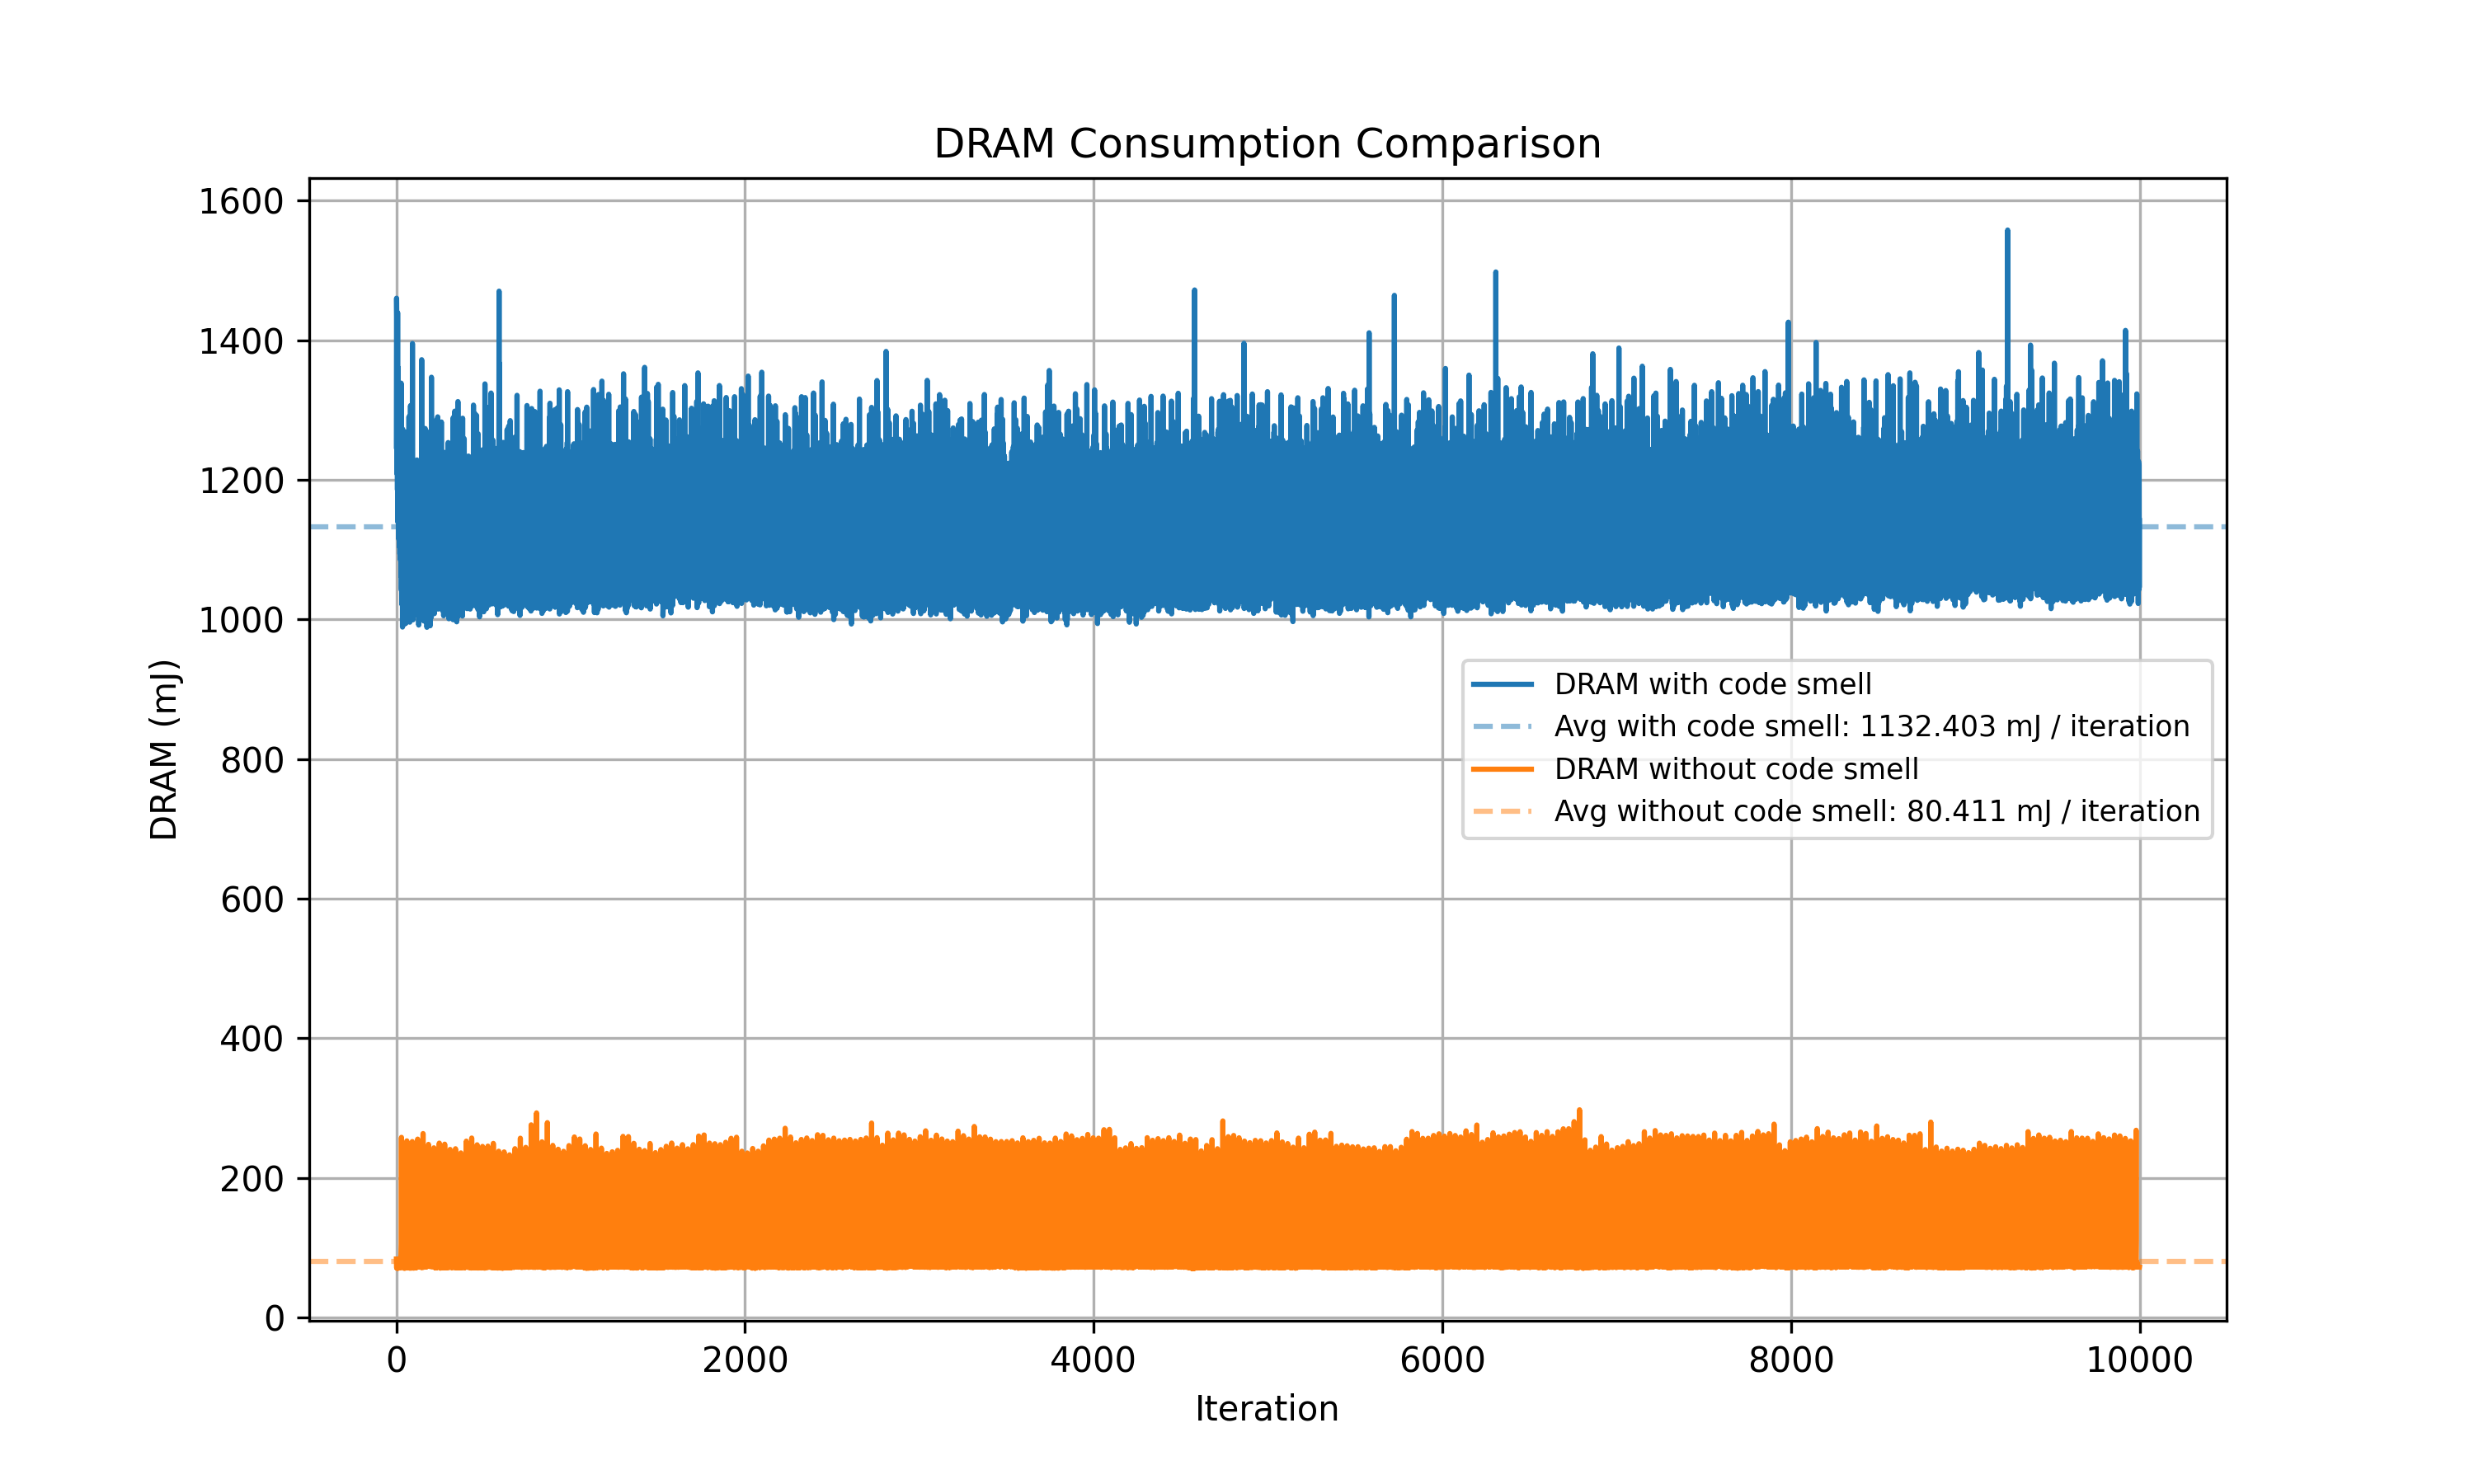 DRAM Consumption Comparison
1600
1400
1200
1000
800
600
400
200
0
DRAM (mJ)
DRAM with code smell
Avg with code smell: 1132.403 mJ / iteration
DRAM without code smell
Avg without code smell: 80.411 mJ / iteration
0 2000 4000 6000 8000 10000
Iteration